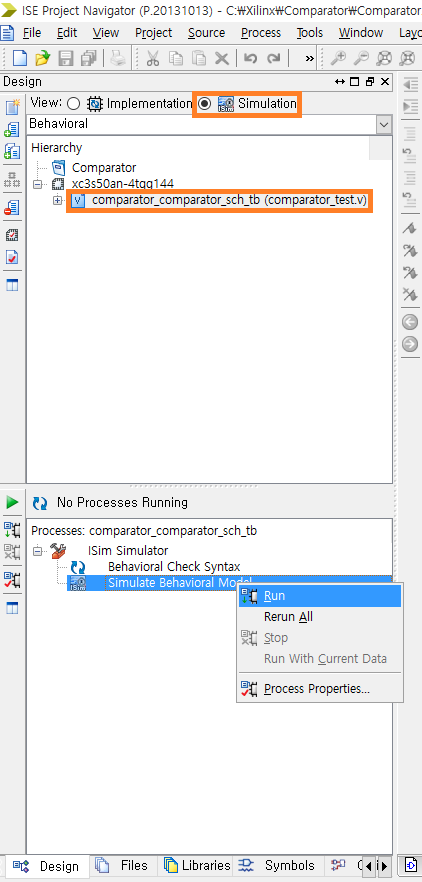 ISE Project Navigator (P.20131013) - C:₩Xilinx₩Comparator₩Comparator
File Edit View Project Source Process Tools Window Layo
»
Design
View: Implementation Simulation
Behavioral
Hierarchy
Comparator
xc3s50an-4tqg144
comparator_comparator_sch_tb (comparator_test.v)
No Processes Running
Processes: comparator_comparator_sch_tb
ISim Simulator
Behavioral Check Syntax
Simulate Behavioral Model
Run
Rerun All
Stop
Run With Current Data
Process Properties...
Design Files Libraries Symbols